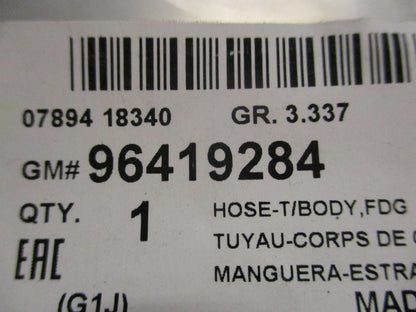 07894 18340 GR. 3.337
GM# 96419284
QTY. 1 HOSE-T/BODY,FDG
TUYAU-CORPS DE
EAC MANGUERA-ESTRA
(G1J) MAD